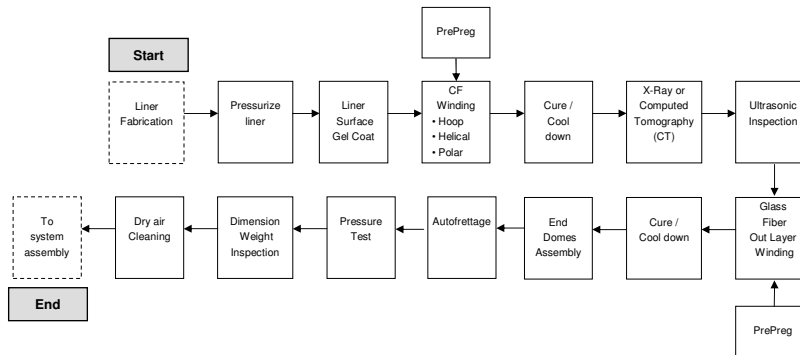 PrePreg
Start
Liner
Fabrication
Pressurize
liner
Liner
Surface
Gel Coat
CF
Winding
• Hoop
• Helical
• Polar
Cure /
Cool
down
X-Ray or
Computed
Tomography
(CT)
Ultrasonic
Inspection
To
system
assembly
Dry air
Cleaning
Dimension
Weight
Inspection
Pressure
Test
Autofrettage
End
Domes
Assembly
Cure /
Cool down
Glass
Fiber
Out Layer
Winding
End
PrePreg